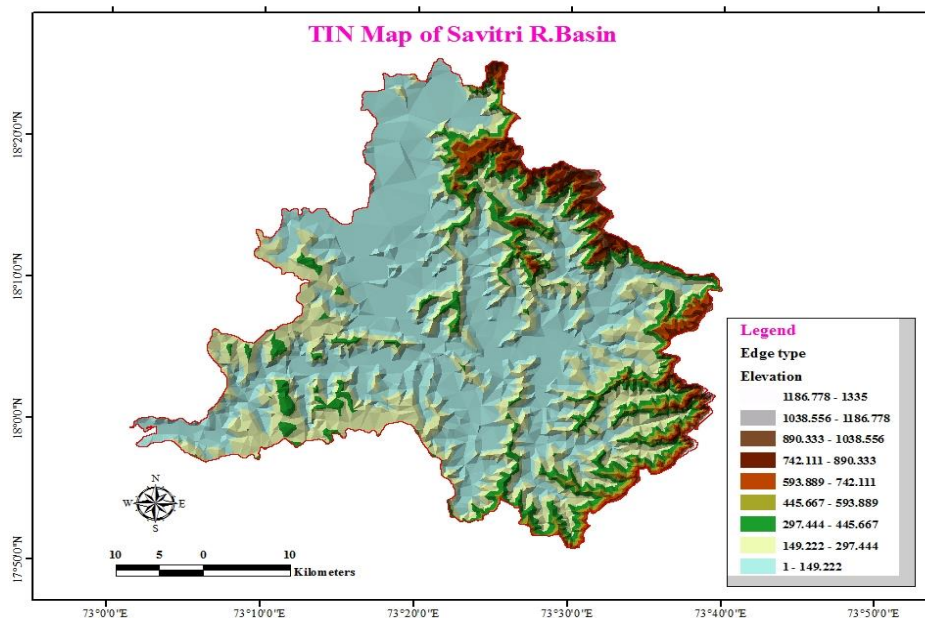 TIN Map of Savitri R.Basin
18°20'0"N
18°10'0"N
18°0'0"N
17°50'0"N
Legend
Edge type
Elevation
1186.778 - 1335
1038.556 - 1186.778
890.333 - 1038.556
742.111 - 890.333
593.889 - 742.111
445.667 - 593.889
297.444 - 445.667
149.222 - 297.444
1 - 149.222
N
W E
S
10 5 0 10
Kilometers
73°0'0"E 73°10'0"E 73°20'0"E 73°30'0"E 73°40'0"E 73°50'0"E